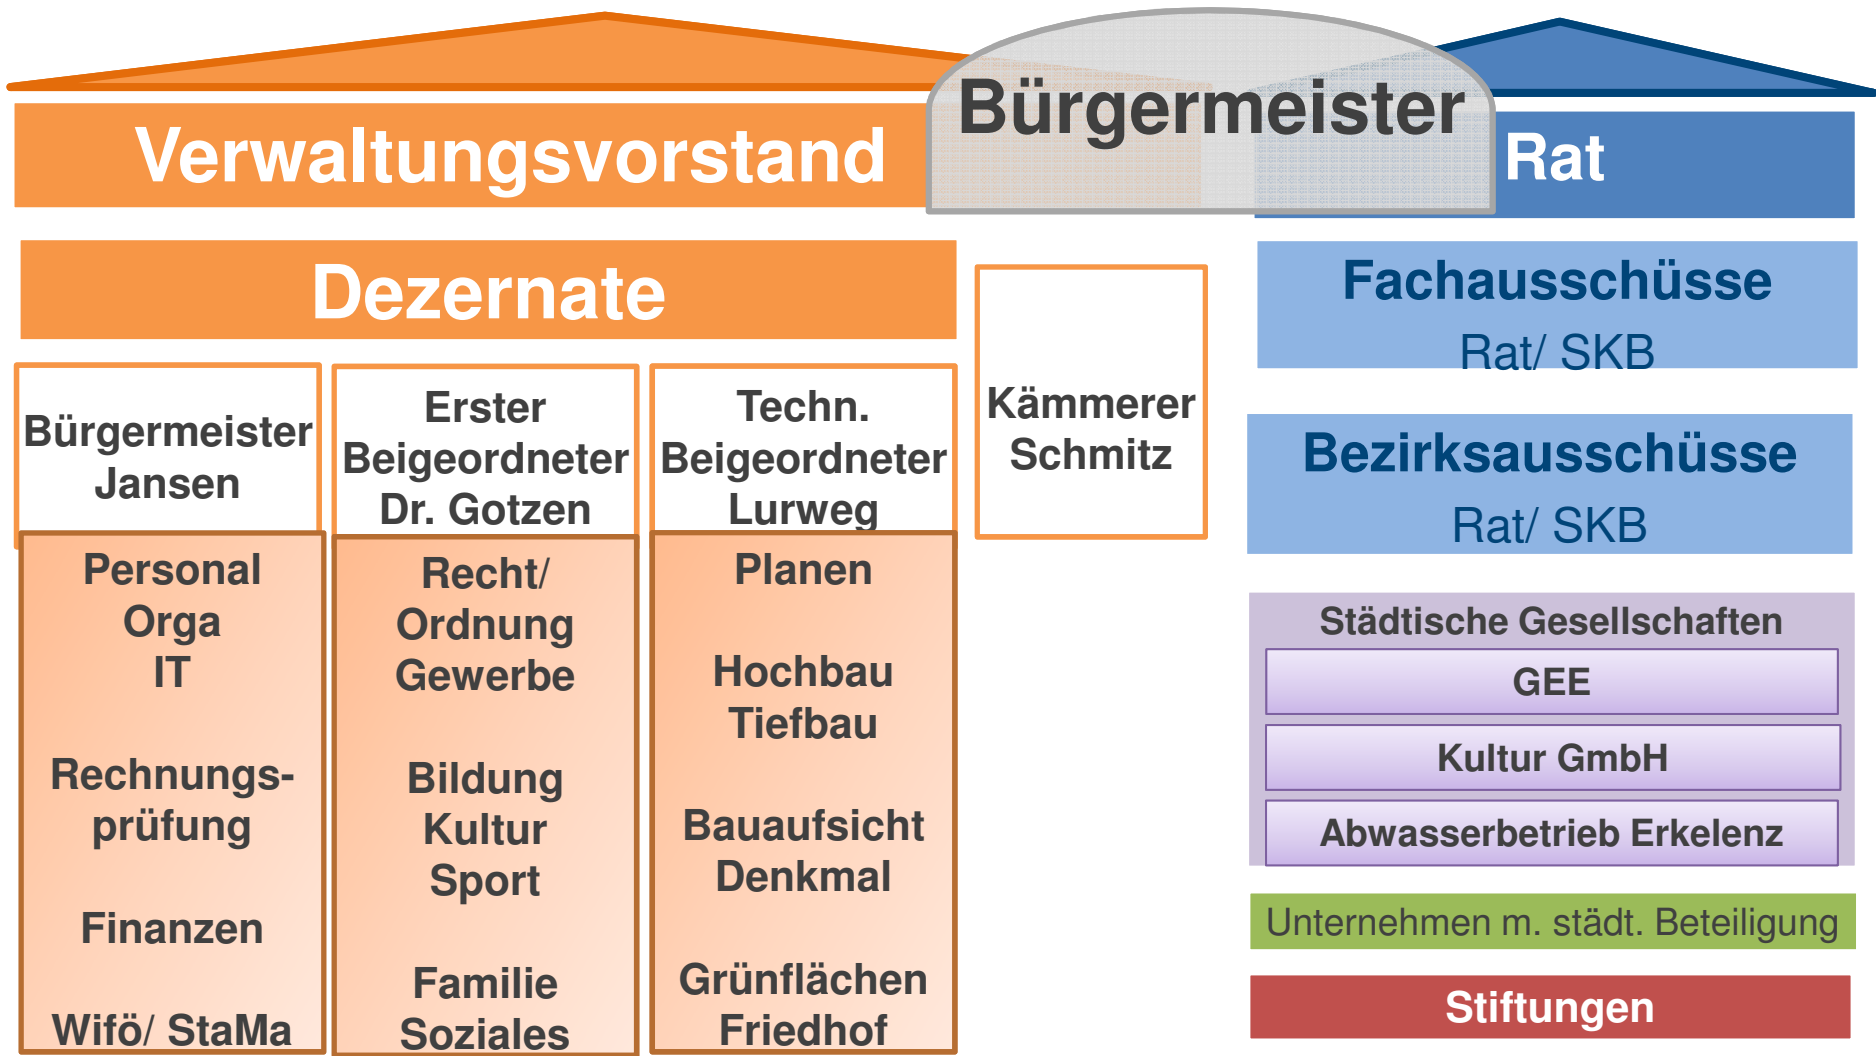 Bürgermeister
Verwaltungsvorstand
Rat
Dezernate
Bürgermeister
Jansen
Personal
Orga
IT
Rechnungs-
prüfung
Finanzen
Wifö/ StaMa
Erster
Beigeordneter
Dr. Gotzen
Recht/
Ordnung
Gewerbe
Bildung
Kultur
Sport
Familie
Soziales
Techn.
Beigeordneter
Lurweg
Planen
Hochbau
Tiefbau
Bauaufsicht
Denkmal
Grünflächen
Friedhof
Kämmerer
Schmitz
Fachausschüsse
Rat/ SKB
Bezirksausschüsse
Rat/ SKB
Städtische Gesellschaften
GEE
Kultur GmbH
Abwasserbetrieb Erkelenz
Unternehmen m. städt. Beteiligung
Stiftungen